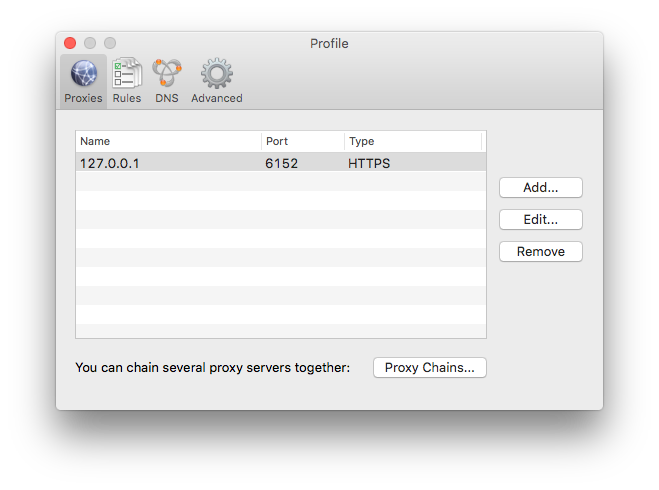 Profile
Proxies Rules DNS Advanced
Name Port Type
127.0.0.1 6152 HTTPS
Add...
Edit...
Remove
You can chain several proxy servers together: Proxy Chains...